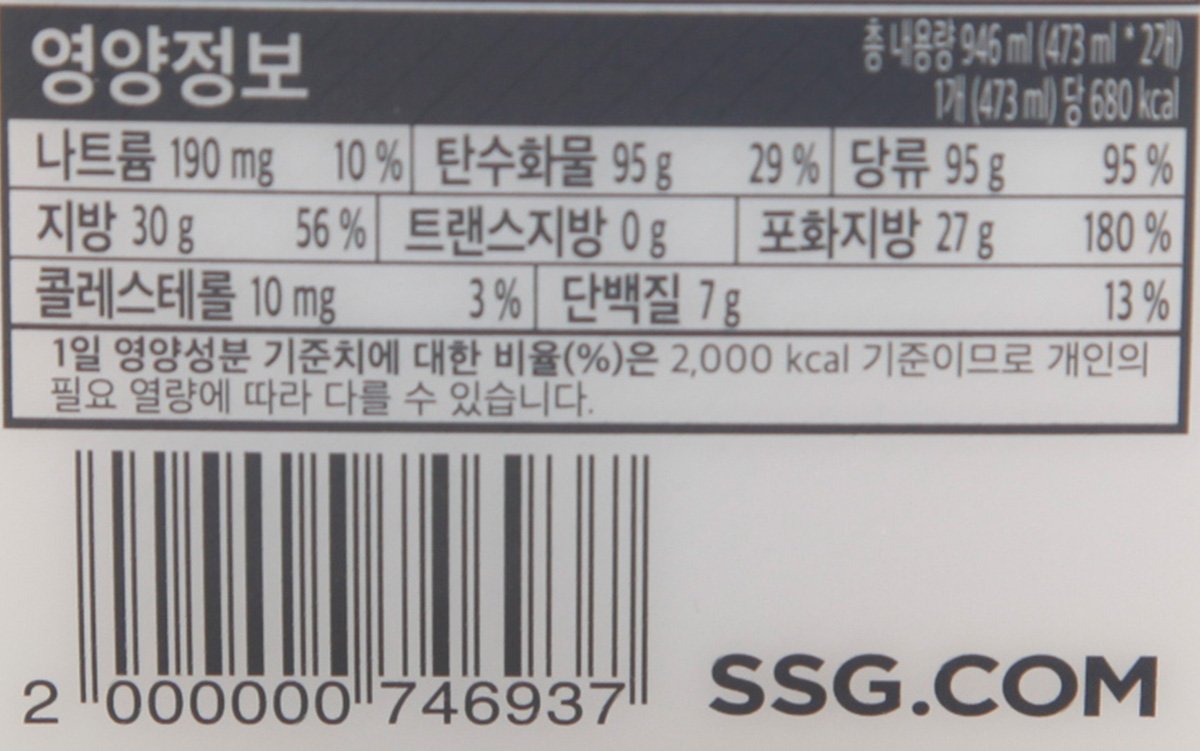 영양정보
총 내용량 946 ml (473 ml * 2개)
1개 (473 ml) 당 680 kcal
나트륨 190 mg 10 % 탄수화물 95 g 29 % 당류 95 g 95 %
지방 30 g 56 % 트랜스지방 0 g 포화지방 27 g 180 %
콜레스테롤 10 mg 3 % 단백질 7 g 13 %
1일 영양성분 기준치에 대한 비율(%)은 2,000 kcal 기준이므로 개인의
필요 열량에 따라 다를 수 있습니다.
2 000000 746937
SSG.COM